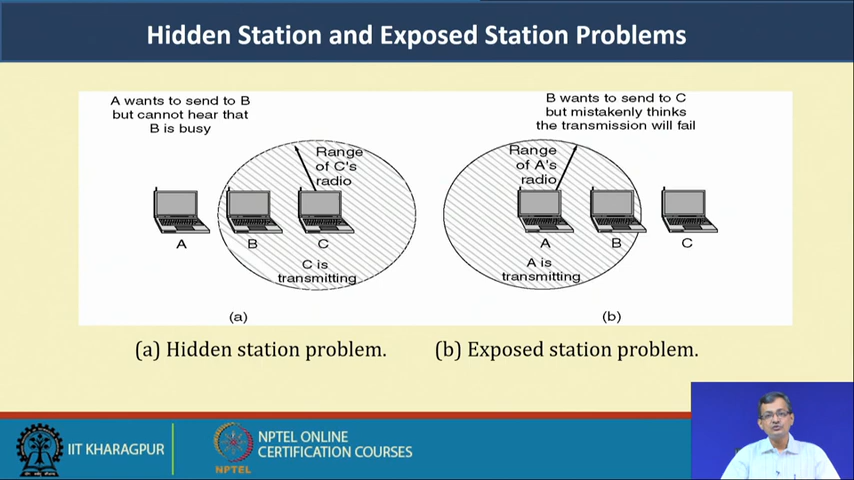 Hidden Station and Exposed Station Problems
A wants to send to B
but cannot hear that
B is busy
Range
of C's
radio
A
B
C
C is
transmitting
(a)
B wants to send to C
but mistakenly thinks
the transmission will fail
Range
of A's
radio
A
B
C
A is
transmitting
(b)
(a) Hidden station problem.
(b) Exposed station problem.
IIT KHARAGPUR
NPTEL
NPTEL ONLINE
CERTIFICATION COURSES